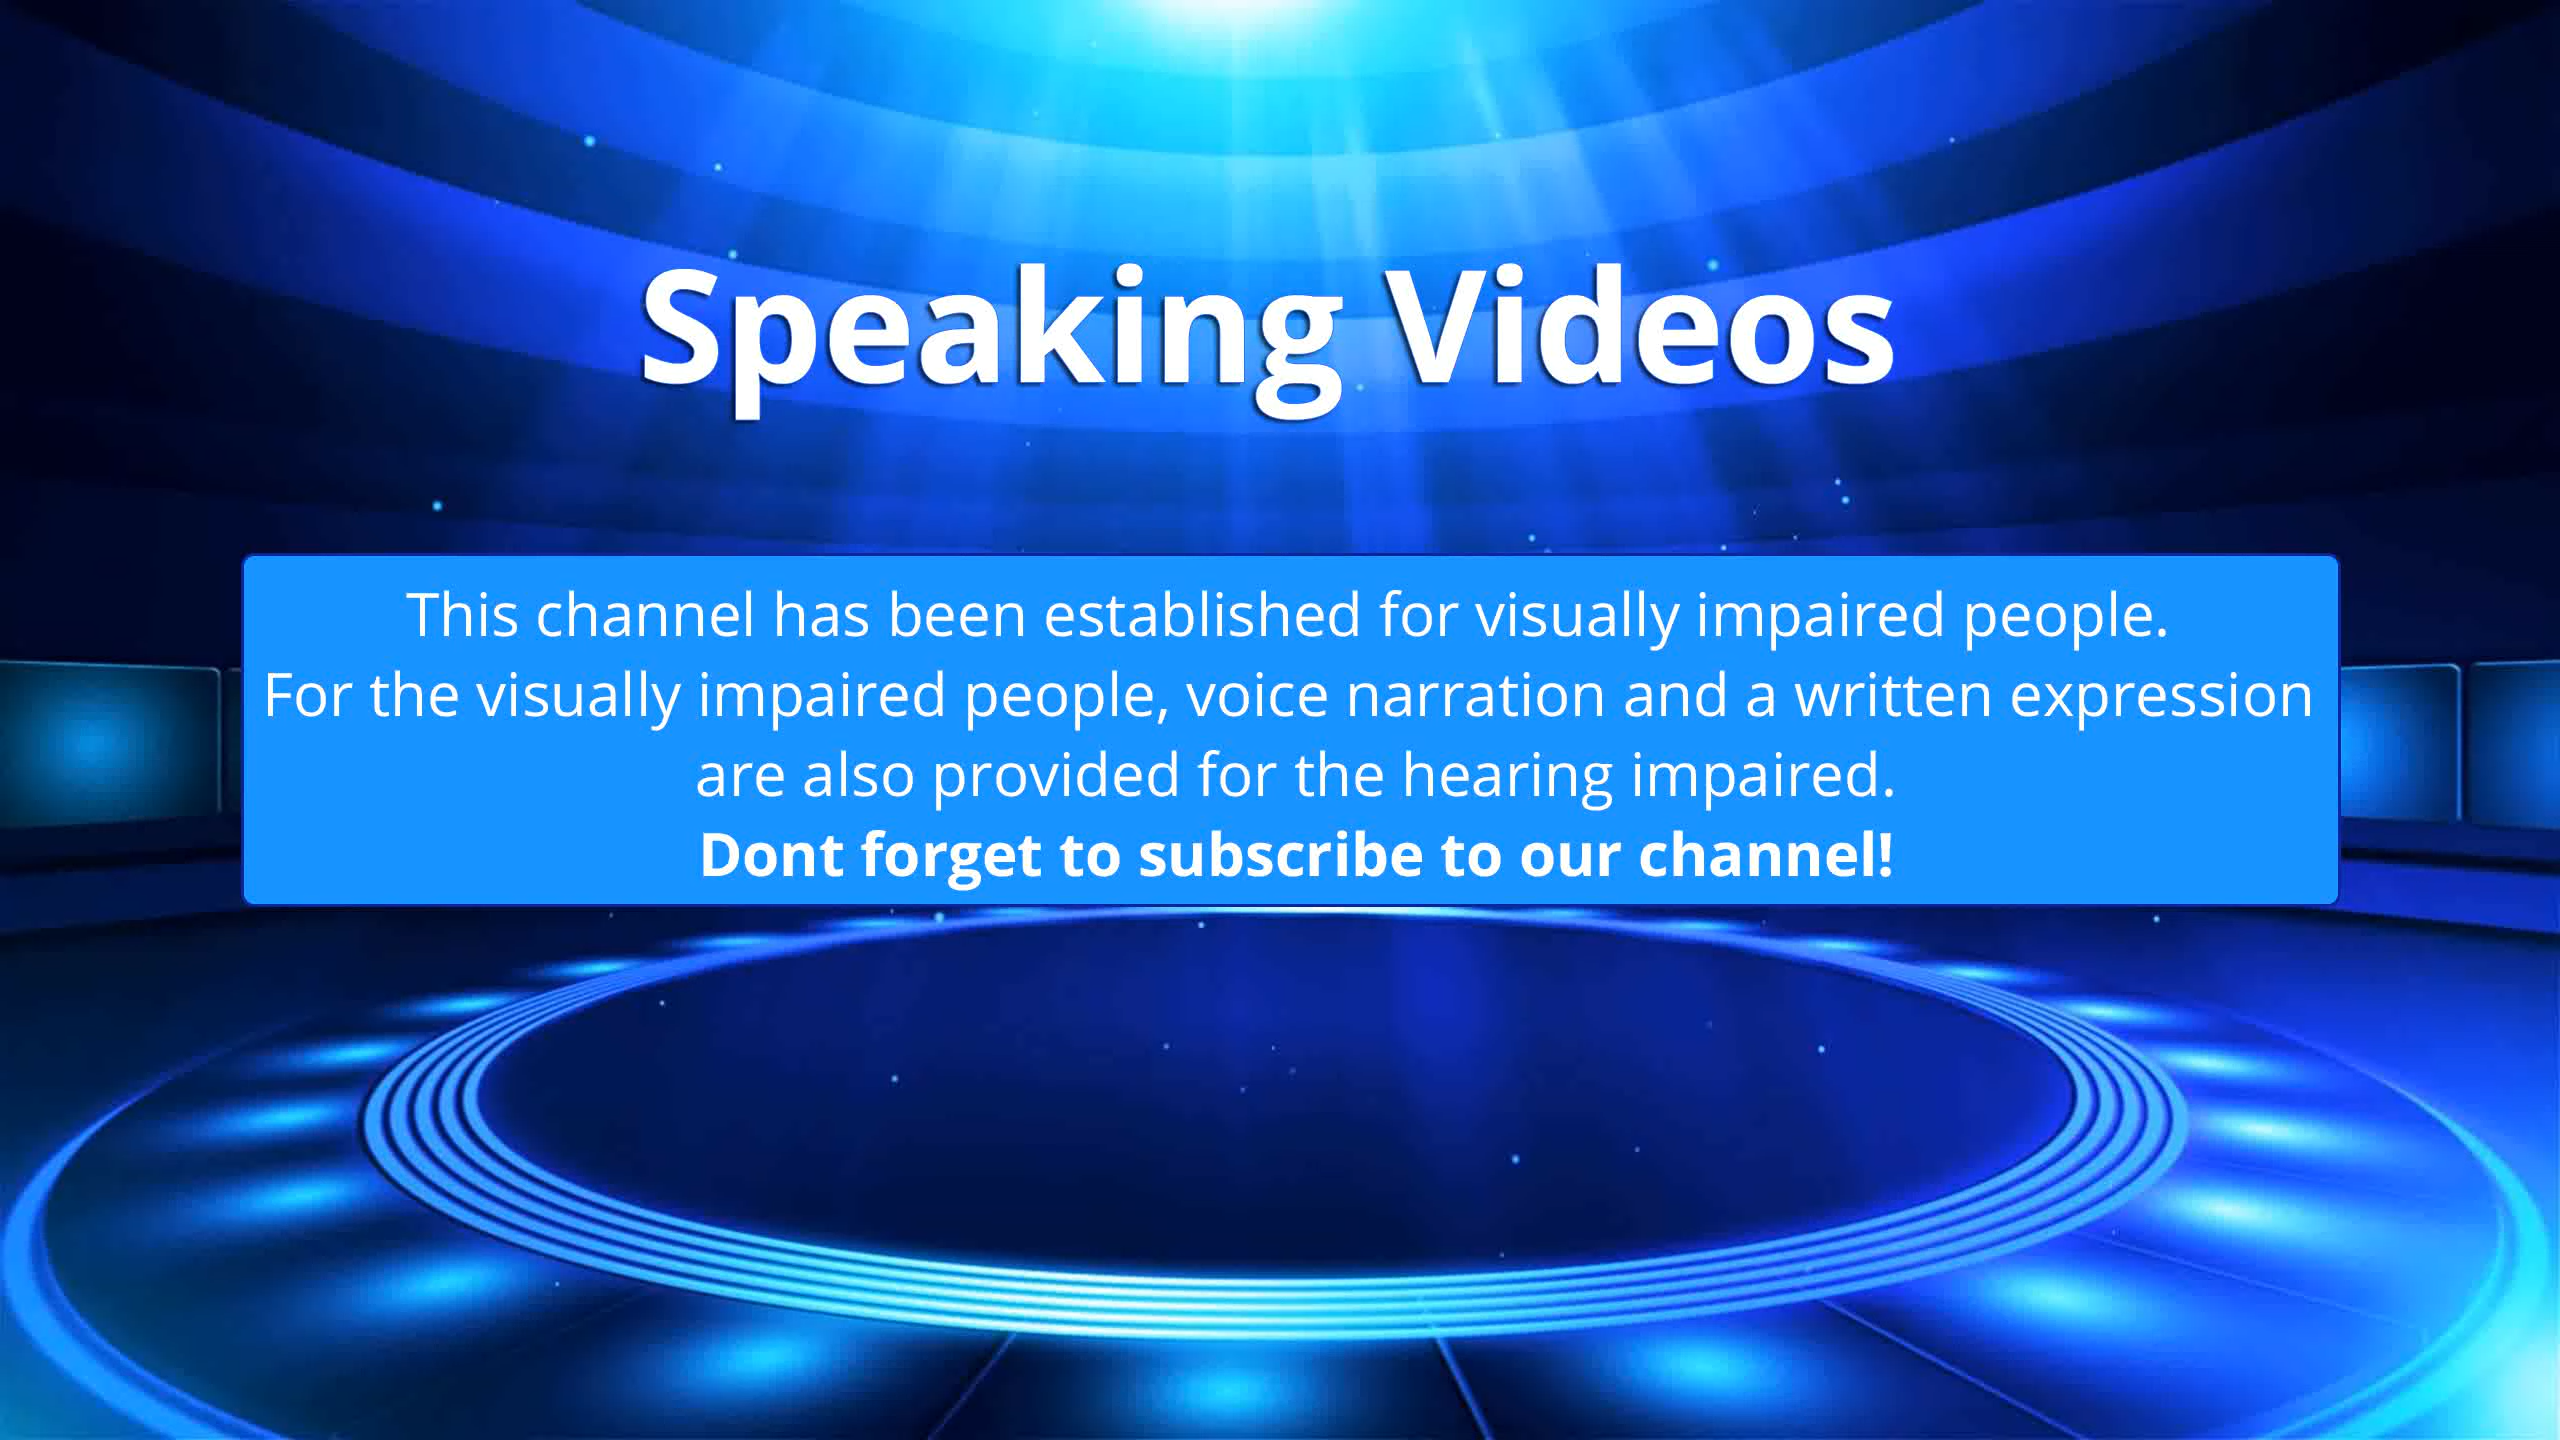 Speaking Videos
This channel has been established for visually impaired people.
For the visually impaired people, voice narration and a written expression
are also provided for the hearing impaired.
Dont forget to subscribe to our channel!